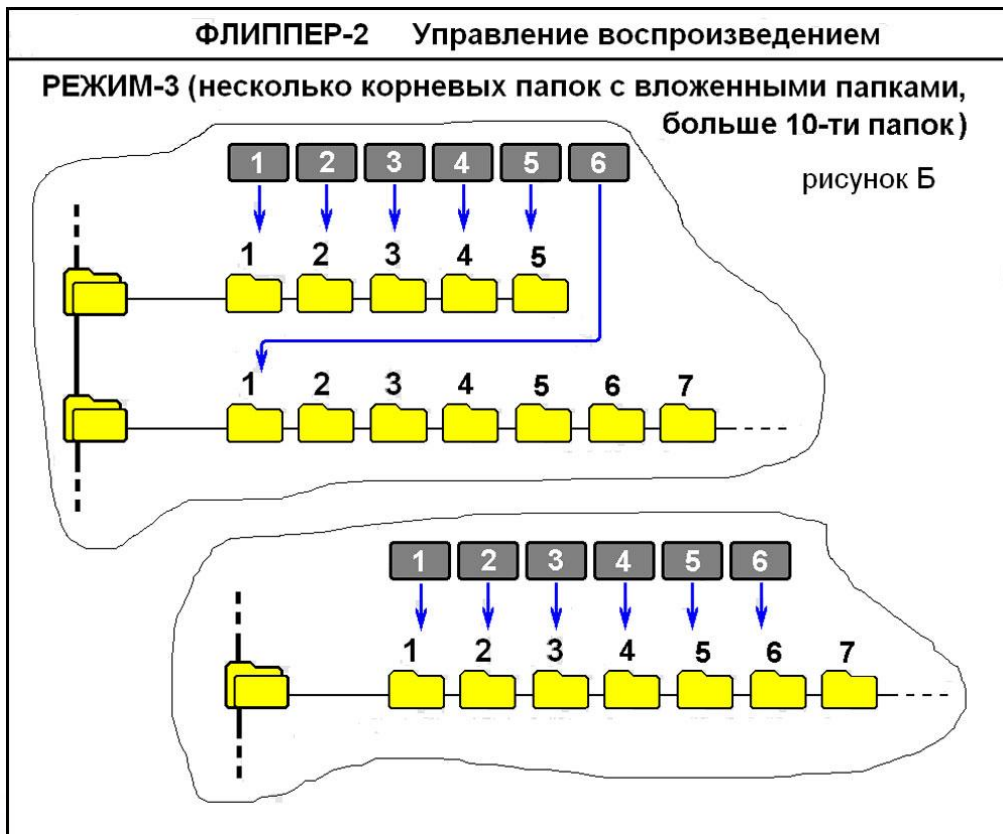 ФЛИППЕР-2 Управление воспроизведением
РЕЖИМ-3 (несколько корневых папок с вложенными папками,
больше 10-ти папок)
рисунок Б
1 2 3 4 5 6
1 2 3 4 5
1 2 3 4 5 6 7
1 2 3 4 5 6
1 2 3 4 5 6 7